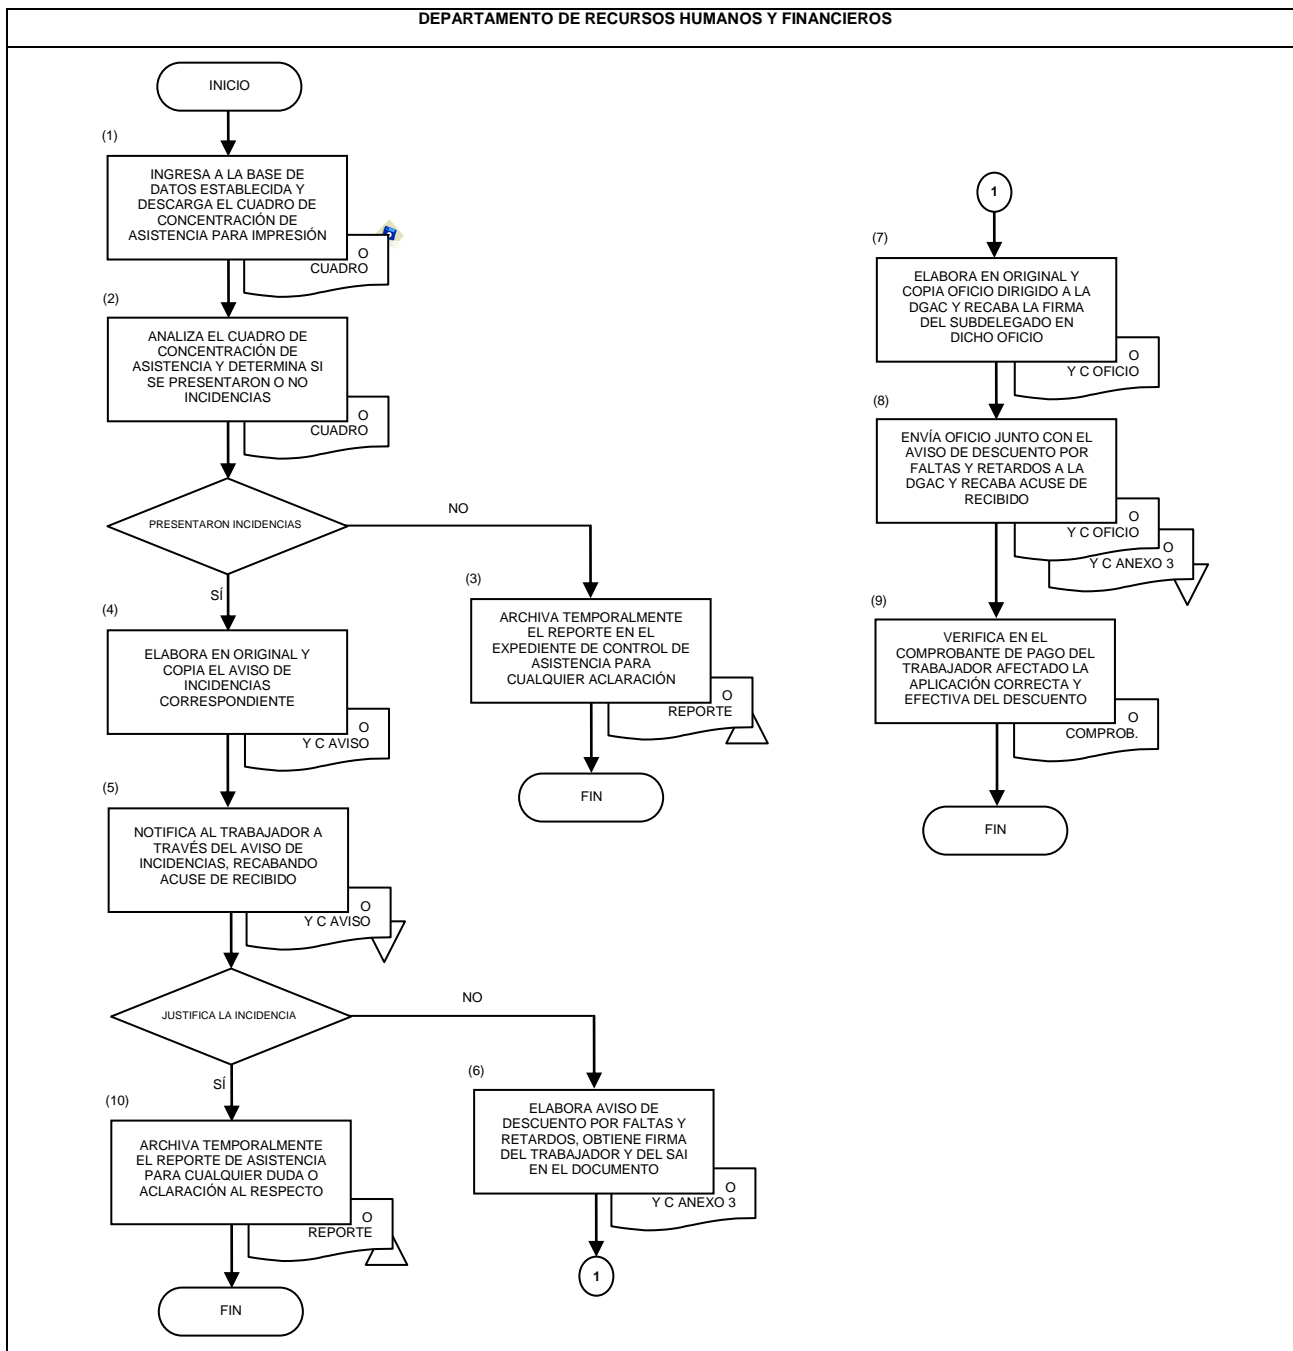 DEPARTAMENTO DE RECURSOS HUMANOS Y FINANCIEROS
INICIO
(1)
INGRESA A LA BASE DE
DATOS ESTABLECIDA Y
DESCARGA EL CUADRO DE
CONCENTRACIÓN DE
ASISTENCIA PARA IMPRESIÓN
O
CUADRO
(2)
ANALIZA EL CUADRO DE
CONCENTRACIÓN DE
ASISTENCIA Y DETERMINA SI
SE PRESENTARON O NO
INCIDENCIAS
O
CUADRO
PRESENTARON INCIDENCIAS
NO
SÍ
(3)
ARCHIVA TEMPORALMENTE
EL REPORTE EN EL
EXPEDIENTE DE CONTROL DE
ASISTENCIA PARA
CUALQUIER ACLARACIÓN
O
REPORTE
FIN
(4)
ELABORA EN ORIGINAL Y
COPIA EL AVISO DE
INCIDENCIAS
CORRESPONDIENTE
O
Y C AVISO
(5)
NOTIFICA AL TRABAJADOR A
TRAVÉS DEL AVISO DE
INCIDENCIAS, RECABANDO
ACUSE DE RECIBIDO
O
Y C AVISO
JUSTIFICA LA INCIDENCIA
NO
SÍ
(10)
ARCHIVA TEMPORALMENTE
EL REPORTE DE ASISTENCIA
PARA CUALQUIER DUDA O
ACLARACIÓN AL RESPECTO
O
REPORTE
FIN
(6)
ELABORA AVISO DE
DESCUENTO POR FALTAS Y
RETARDOS, OBTIENE FIRMA
DEL TRABAJADOR Y DEL SAI
EN EL DOCUMENTO
O
Y C ANEXO 3
1
1
(7)
ELABORA EN ORIGINAL Y
COPIA OFICIO DIRIGIDO A LA
DGAC Y RECABA LA FIRMA
DEL SUBDELEGADO EN
DICHO OFICIO
O
Y C OFICIO
(8)
ENVÍA OFICIO JUNTO CON EL
AVISO DE DESCUENTO POR
FALTAS Y RETARDOS A LA
DGAC Y RECABA ACUSE DE
RECIBIDO
O
Y C OFICIO
O
Y C ANEXO 3
(9)
VERIFICA EN EL
COMPROBANTE DE PAGO DEL
TRABAJADOR AFECTADO LA
APLICACIÓN CORRECTA Y
EFECTIVA DEL DESCUENTO
O
COMPROB.
FIN